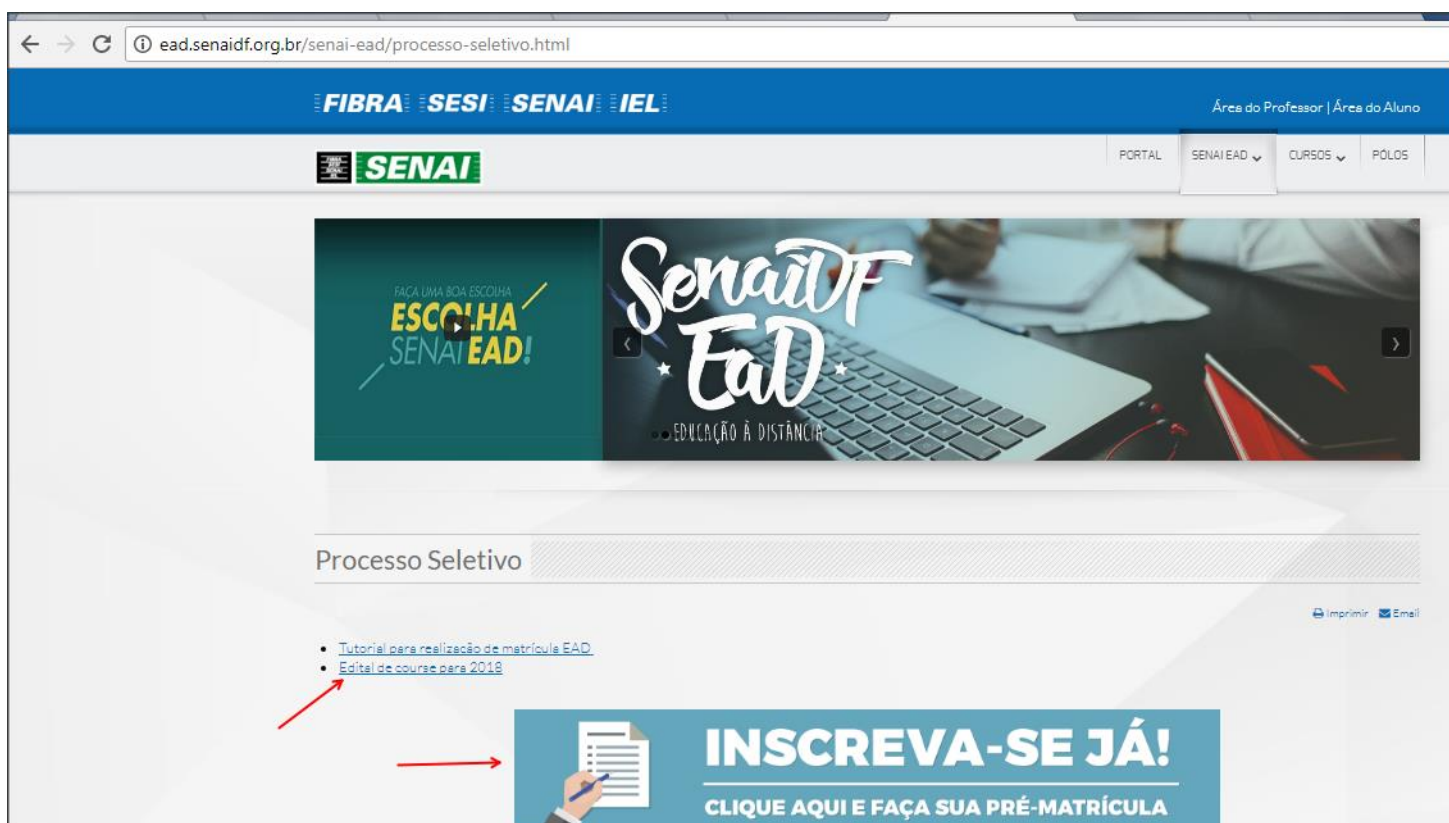 ead.senaidf.org.br/senai-ead/processo-seletivo.html
FIBRA SESI SENAI IEL
Área do Professor | Área do Aluno
SENAI
PORTAL SENAI EAD CURSOS PÓLOS
FAÇA UMA BOA ESCOLHA
ESCOLHA
SENAI EAD!
SenaiDF
EaD
EDUCAÇÃO À DISTÂNCIA
Processo Seletivo
Imprimir Email
Tutorial para realização de matrícula EAD
Edital de course para 2018
INSCREVA-SE JÁ!
CLIQUE AQUI E FAÇA SUA PRÉ-MATRÍCULA